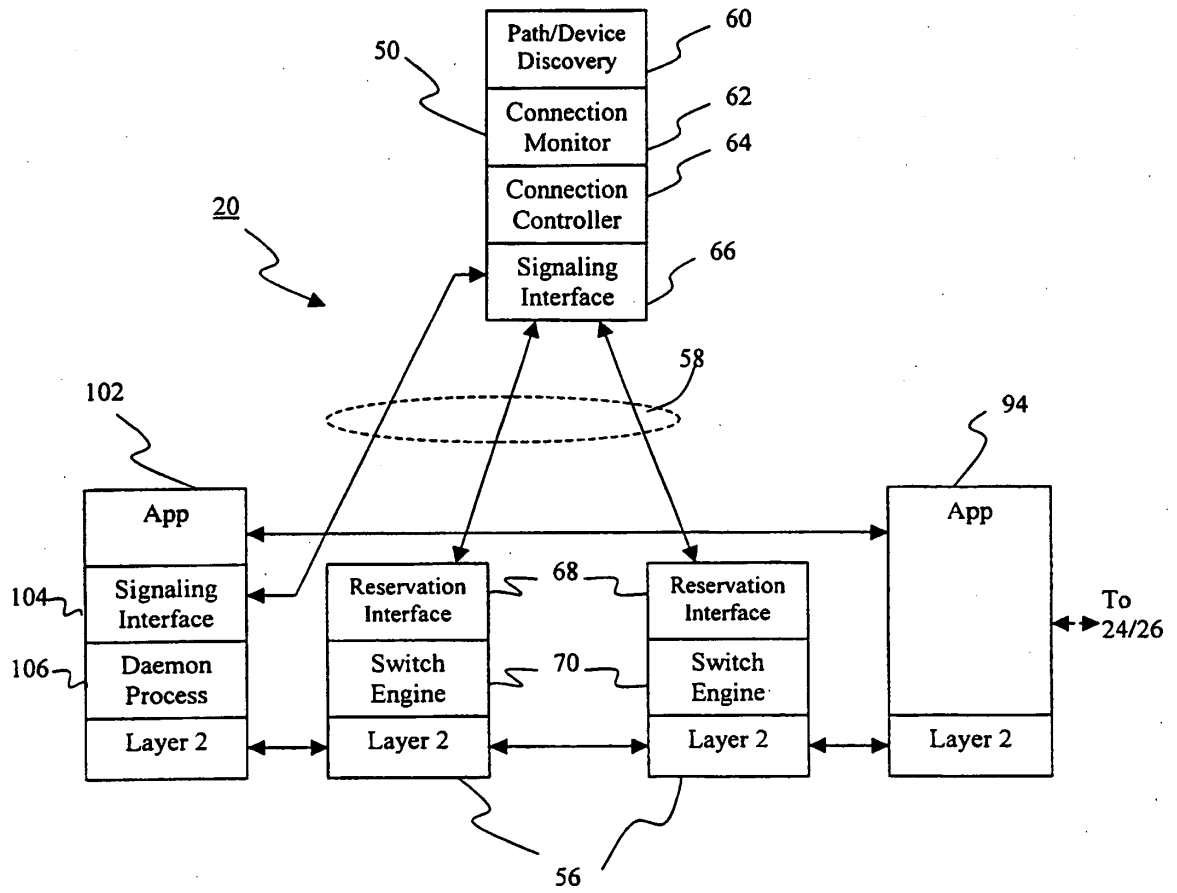 Path/Device
Discovery
60
50
Connection
Monitor
62
64
Connection
Controller
20
66
Signaling
Interface
58
102
94
App
App
104
Signaling
Interface
Reservation
Interface
68
Reservation
Interface
To
24/26
106
Daemon
Process
Switch
Engine
70
Switch
Engine
Layer 2
Layer 2
Layer 2
Layer 2
56